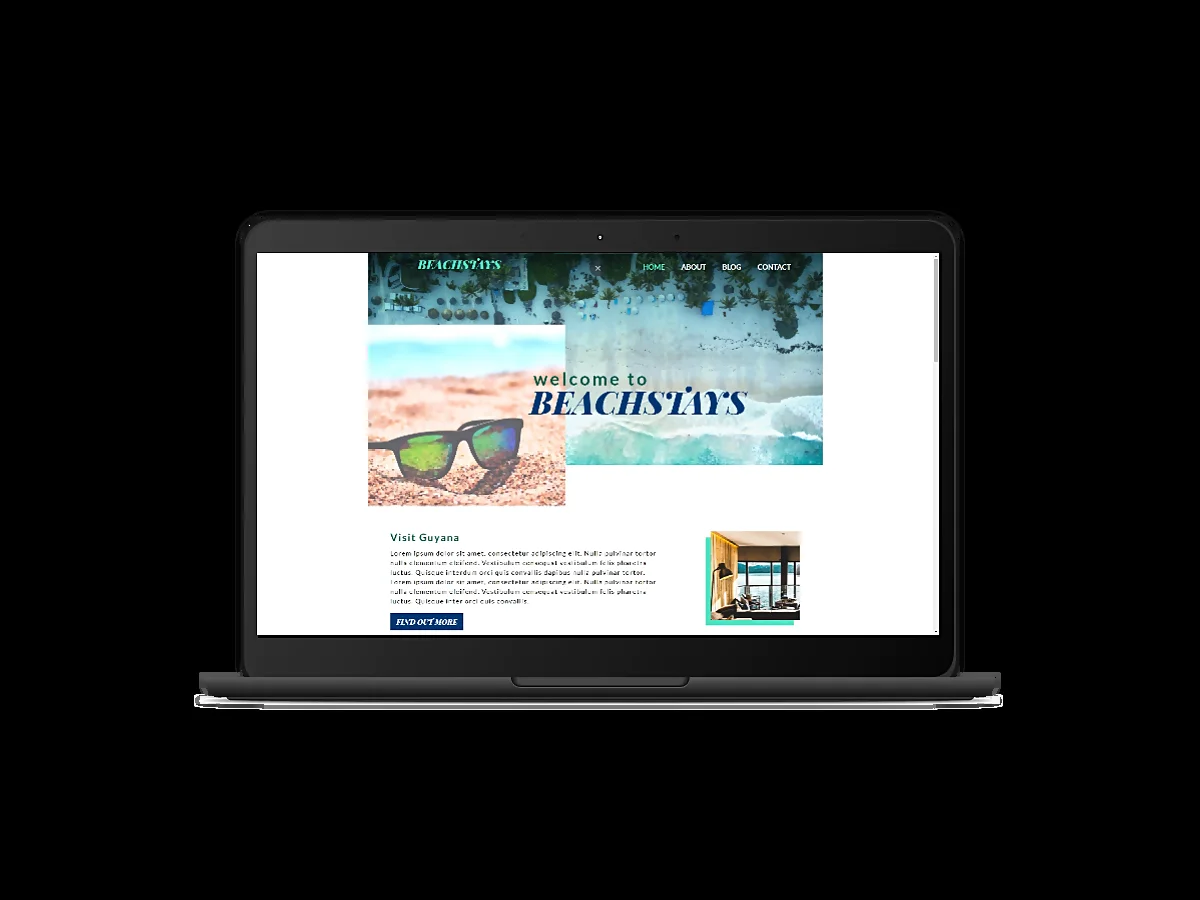 BEACHSTAYS
HOME ABOUT BLOG CONTACT
welcome to
BEACHSTAYS
Visit Guyana
Lorem ipsum dolor sit amet, consectetur adipiscing elit. Nulla pulvinar tortor
nulla elementum eleifend. Vestibulum consequat vestibulum felis pharetra
luctus. Quisque interdum orci quis convallis dapibus nulla pulvinar tortor.
Lorem ipsum dolor sit amet, consectetur adipiscing elit. Nulla pulvinar tortor
nulla elementum eleifend. Vestibulum consequat vestibulum felis pharetra
luctus. Quisque inter orci quis convallis.
FIND OUT MORE